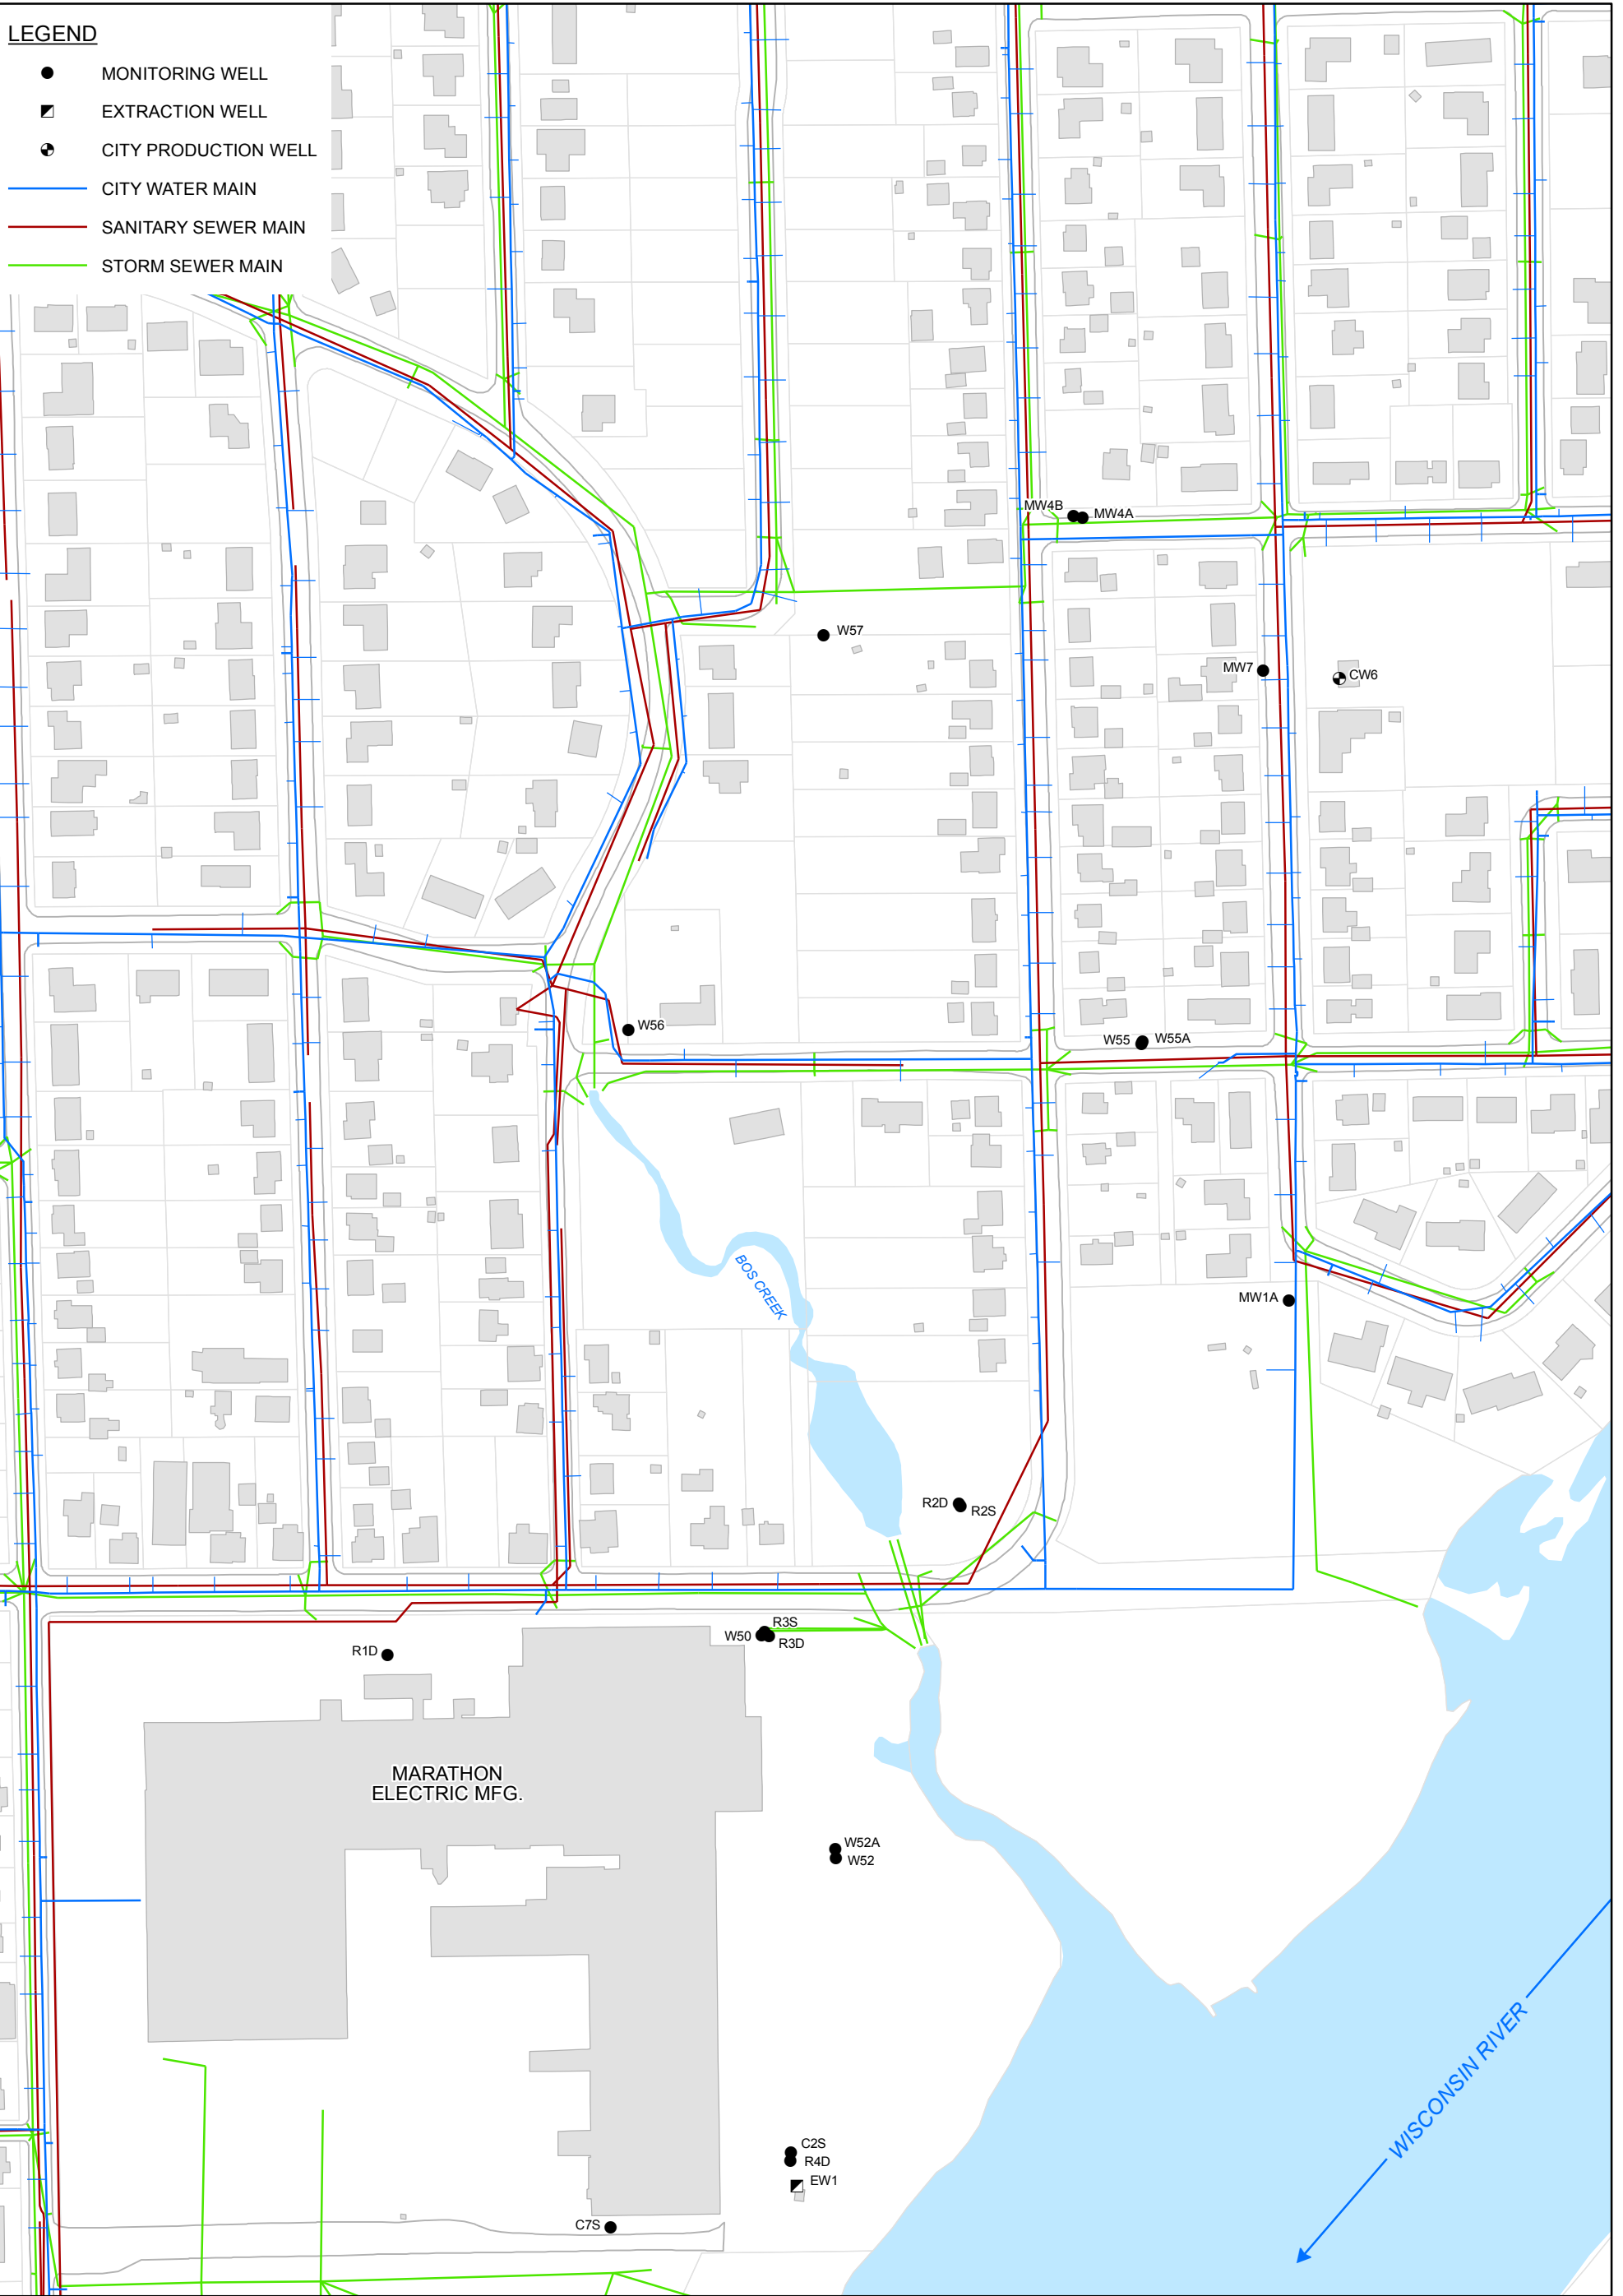 LEGEND
MONITORING WELL
EXTRACTION WELL
CITY PRODUCTION WELL
CITY WATER MAIN
SANITARY SEWER MAIN
STORM SEWER MAIN
MW4B
MW4A
W57
MW7
CW6
W56
W55
W55A
BOS CREEK
MW1A
R2D
R2S
R3S
W50
R3D
R1D
MARATHON
ELECTRIC MFG.
W52A
W52
WISCONSIN RIVER
C2S
R4D
EW1
C7S